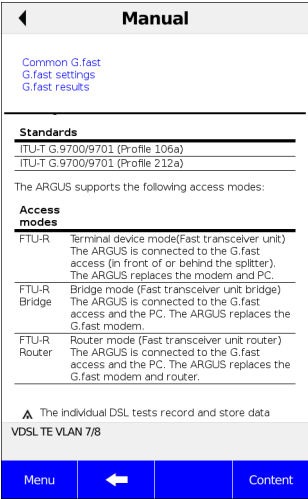 Manual
Common G.fast
G.fast settings
G.fast results
Standards
ITU-T G.9700/9701 (Profile 106a)
ITU-T G.9700/9701 (Profile 212a)
The ARGUS supports the following access modes:
Access
modes
FTU-R Terminal device mode(Fast transceiver unit)
The ARGUS is connected to the G.fast
access (in front of or behind the splitter).
The ARGUS replaces the modem and PC.
FTU-R Bridge mode (Fast transceiver unit bridge)
Bridge The ARGUS is connected to the G.fast
access and the PC. The ARGUS replaces the
G.fast modem.
FTU-R Router mode (Fast transceiver unit router)
Router The ARGUS is connected to the G.fast
access and the PC. The ARGUS replaces the
G.fast modem and router.
The individual DSL tests record and store data
VDSL TE VLAN 7/8
Menu Content